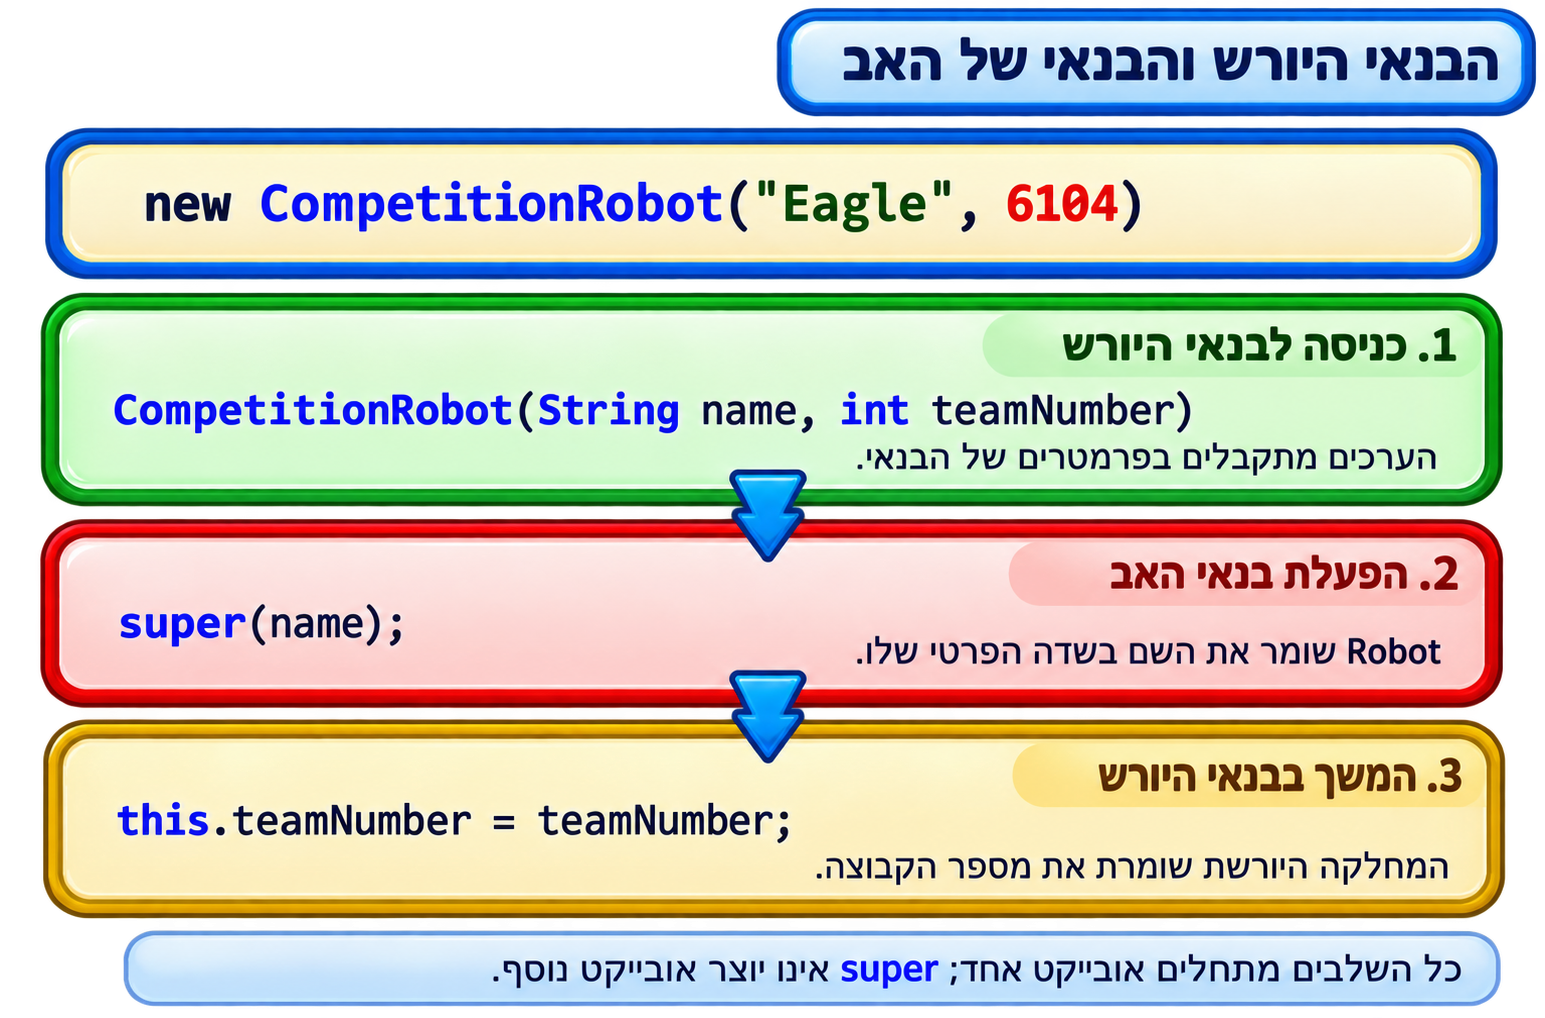 הבנאי היורש והבנאי של האב
new CompetitionRobot("Eagle", 6104)
1. כניסה לבנאי היורש
CompetitionRobot(String name, int teamNumber)
הערכים מתקבלים בפרמטרים של הבנאי.
2. הפעלת בנאי האב
super(name);
Robot שומר את השם בשדה הפרטי שלו.
3. המשך בבנאי היורש
this.teamNumber = teamNumber;
המחלקה היורשת שומרת את מספר הקבוצה.
כל השלבים מתחלים אובייקט אחד; super אינו יוצר אובייקט נוסף.